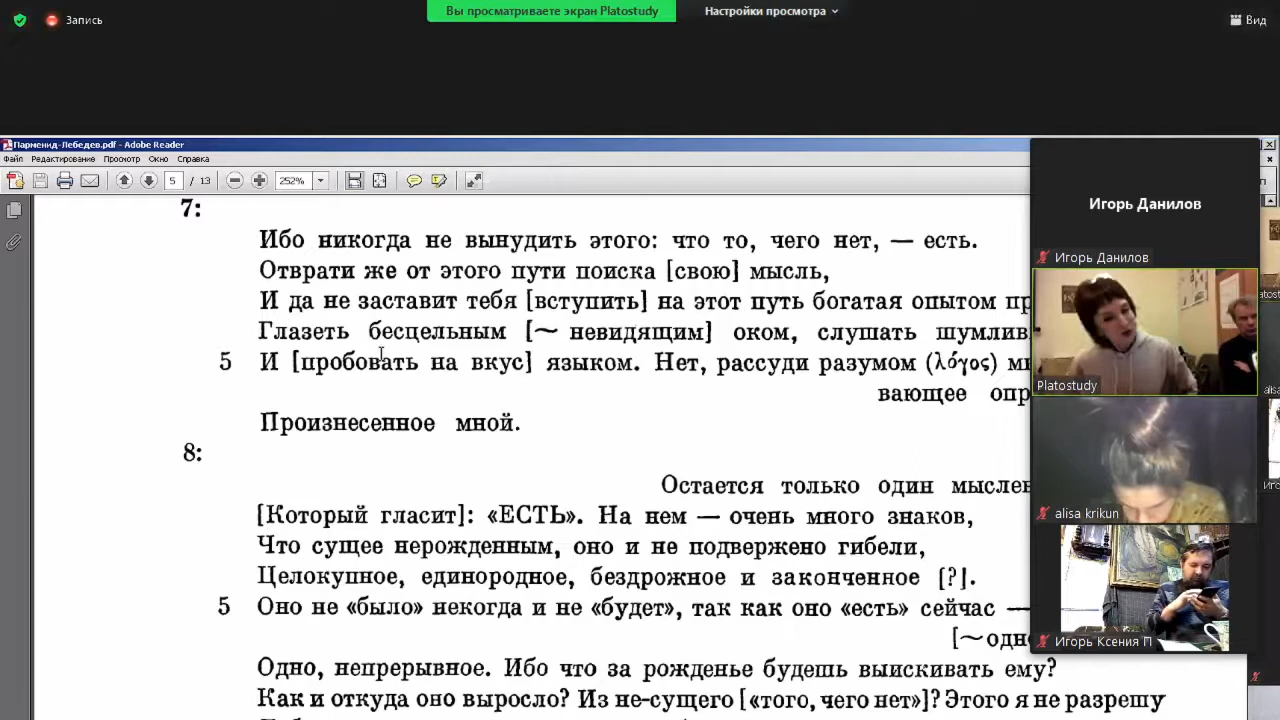 Запись
Вы просматриваете экран Platostudy
Настройки просмотра
Вид
Парменид-Лебедев.pdf - Adobe Reader
Файл Редактирование Просмотр Окно Справка
5 / 13 252%
7:
Ибо никогда не вынудить этого: что то, чего нет, — есть.
Отврати же от этого пути поиска [свою] мысль,
И да не заставит тебя [вступить] на этот путь богатая опытом
Глазеть бесцельным [~ невидящим] оком, слушать
5 И [пробовать на вкус] языком. Нет, рассуди разумом (λόγος)
вающее
Произнесенное мной.
8:
Остается только один
[Который гласит]: «ЕСТЬ». На нем — очень много знаков,
Что сущее нерожденным, оно и не подвержено гибели,
Целокупное, единородное, бездрожное и законченное [?].
5 Оно не «было» некогда и не «будет», так как оно «есть» сейчас —
Одно, непрерывное. Ибо что за рожденье будешь выискивать ему?
Как и откуда оно выросло? Из не-сущего [«того, чего нет»]? Этого я не разрешу
Игорь Данилов
Игорь Данилов
Platostudy
alisa krikun
Игорь Ксения П